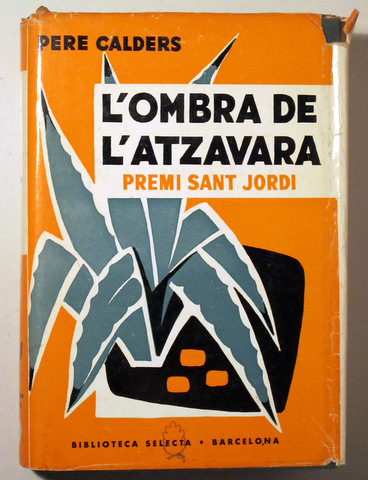 PERE CALDERS
L'OMBRA DE
L'ATZAVARA
PREMI SANT JORDI
BIBLIOTECA SELECTA • BARCELONA